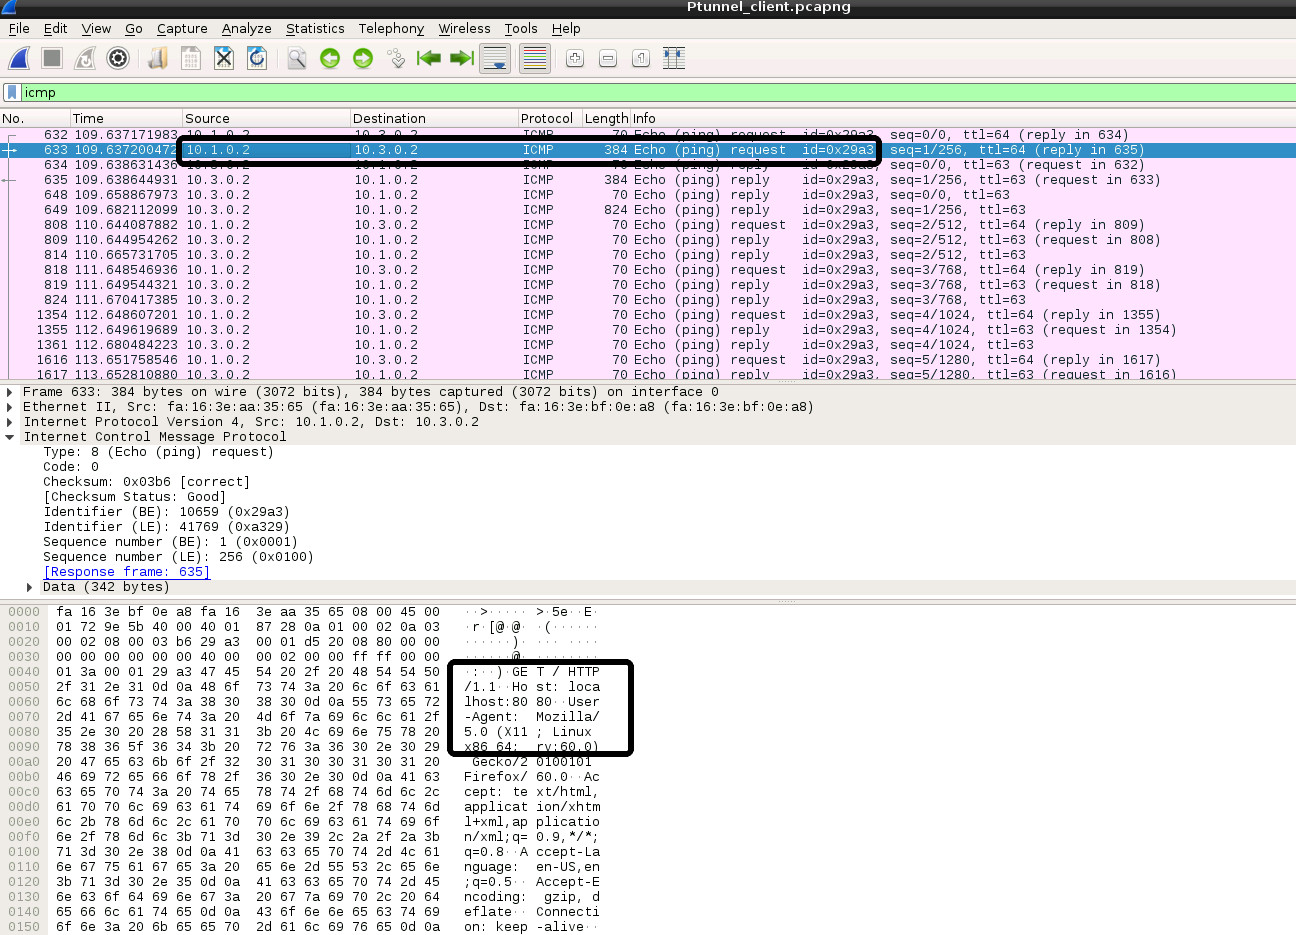 Ptunnel_client.pcapng
File Edit View Go Capture Analyze Statistics Telephony Wireless Tools Help
icmp
No. Time Source Destination Protocol Length Info
632 109.637171983 10.1.0.2 10.3.0.2 ICMP 70 Echo (ping) request id=0x29a3, seq=0/0, ttl=64 (reply in 634)
633 109.637200472 10.1.0.2 10.3.0.2 ICMP 384 Echo (ping) request id=0x29a3, seq=1/256, ttl=64 (reply in 635)
634 109.638631436 10.3.0.2 10.1.0.2 ICMP 70 Echo (ping) reply id=0x29a3, seq=0/0, ttl=63 (request in 632)
635 109.638644931 10.3.0.2 10.1.0.2 ICMP 384 Echo (ping) reply id=0x29a3, seq=1/256, ttl=63 (request in 633)
648 109.658867973 10.3.0.2 10.1.0.2 ICMP 70 Echo (ping) reply id=0x29a3, seq=0/0, ttl=63
649 109.682112099 10.3.0.2 10.1.0.2 ICMP 824 Echo (ping) reply id=0x29a3, seq=1/256, ttl=63
808 110.644087882 10.1.0.2 10.3.0.2 ICMP 70 Echo (ping) request id=0x29a3, seq=2/512, ttl=64 (reply in 809)
809 110.644954262 10.3.0.2 10.1.0.2 ICMP 70 Echo (ping) reply id=0x29a3, seq=2/512, ttl=63 (request in 808)
814 110.665731705 10.3.0.2 10.1.0.2 ICMP 70 Echo (ping) reply id=0x29a3, seq=2/512, ttl=63
818 111.648546936 10.1.0.2 10.3.0.2 ICMP 70 Echo (ping) request id=0x29a3, seq=3/768, ttl=64 (reply in 819)
819 111.649544321 10.3.0.2 10.1.0.2 ICMP 70 Echo (ping) reply id=0x29a3, seq=3/768, ttl=63 (request in 818)
824 111.670417385 10.3.0.2 10.1.0.2 ICMP 70 Echo (ping) reply id=0x29a3, seq=3/768, ttl=63
1354 112.648607201 10.1.0.2 10.3.0.2 ICMP 70 Echo (ping) request id=0x29a3, seq=4/1024, ttl=64 (reply in 1355)
1355 112.649619689 10.3.0.2 10.1.0.2 ICMP 70 Echo (ping) reply id=0x29a3, seq=4/1024, ttl=63 (request in 1354)
1361 112.680484223 10.3.0.2 10.1.0.2 ICMP 70 Echo (ping) reply id=0x29a3, seq=4/1024, ttl=63
1616 113.651758546 10.1.0.2 10.3.0.2 ICMP 70 Echo (ping) request id=0x29a3, seq=5/1280, ttl=64 (reply in 1617)
1617 113.652810880 10.3.0.2 10.1.0.2 ICMP 70 Echo (ping) reply id=0x29a3, seq=5/1280, ttl=63 (request in 1616)
Frame 633: 384 bytes on wire (3072 bits), 384 bytes captured (3072 bits) on interface 0
Ethernet II, Src: fa:16:3e:aa:35:65 (fa:16:3e:aa:35:65), Dst: fa:16:3e:bf:0e:a8 (fa:16:3e:bf:0e:a8)
Internet Protocol Version 4, Src: 10.1.0.2, Dst: 10.3.0.2
Internet Control Message Protocol
Type: 8 (Echo (ping) request)
Code: 0
Checksum: 0x03b6 [correct]
[Checksum Status: Good]
Identifier (BE): 10659 (0x29a3)
Identifier (LE): 41769 (0xa329)
Sequence number (BE): 1 (0x0001)
Sequence number (LE): 256 (0x0100)
[Response frame: 635]
Data (342 bytes)
0000 fa 16 3e bf 0e a8 fa 16 3e aa 35 65 08 00 45 00 ··>····· >·5e··E·
0010 01 72 9e 5b 40 00 40 01 87 28 0a 01 00 02 0a 03 ·r·[@·@· ·(······
0020 00 02 08 00 03 b6 29 a3 00 01 d5 20 08 80 00 00 ······)· ··· ····
0030 00 00 00 00 00 00 40 00 00 02 00 00 ff ff 00 00 ······@· ········
0040 01 3a 00 01 29 a3 47 45 54 20 2f 20 48 54 54 50 ·:··)·GE T / HTTP
0050 2f 31 2e 31 0d 0a 48 6f 73 74 3a 20 6c 6f 63 61 /1.1··Ho st: loca
0060 6c 68 6f 73 74 3a 38 30 38 30 0d 0a 55 73 65 72 lhost:80 80··User
0070 2d 41 67 65 6e 74 3a 20 4d 6f 7a 69 6c 6c 61 2f -Agent: Mozilla/
0080 35 2e 30 20 28 58 31 31 3b 20 4c 69 6e 75 78 20 5.0 (X11 ; Linux
0090 78 38 36 5f 36 34 3b 20 72 76 3a 36 30 2e 30 29 x86_64; rv:60.0)
00a0 20 47 65 63 6b 6f 2f 32 30 31 30 30 31 30 31 20 Gecko/2 0100101
00b0 46 69 72 65 66 6f 78 2f 36 30 2e 30 0d 0a 41 63 Firefox/ 60.0··Ac
00c0 63 65 70 74 3a 20 74 65 78 74 2f 68 74 6d 6c 2c cept: te xt/html,
00d0 61 70 70 6c 69 63 61 74 69 6f 6e 2f 78 68 74 6d applicat ion/xhtm
00e0 6c 2b 78 6d 6c 2c 61 70 70 6c 69 63 61 74 69 6f l+xml,ap plicatio
00f0 6e 2f 78 6d 6c 3b 71 3d 30 2e 39 2c 2a 2f 2a 3b n/xml;q= 0.9,*/*;
0100 71 3d 30 2e 38 0d 0a 41 63 63 65 70 74 2d 4c 61 q=0.8··A ccept-La
0110 6e 67 75 61 67 65 3a 20 65 6e 2d 55 53 2c 65 6e nguage: en-US,en
0120 3b 71 3d 30 2e 35 0d 0a 41 63 63 65 70 74 2d 45 ;q=0.5·· Accept-E
0130 6e 63 6f 64 69 6e 67 3a 20 67 7a 69 70 2c 20 64 ncoding: gzip, d
0140 65 66 6c 61 74 65 0d 0a 43 6f 6e 6e 65 63 74 69 eflate·· Connecti
0150 6f 6e 3a 20 6b 65 65 70 2d 61 6c 69 76 65 0d 0a on: keep -alive··